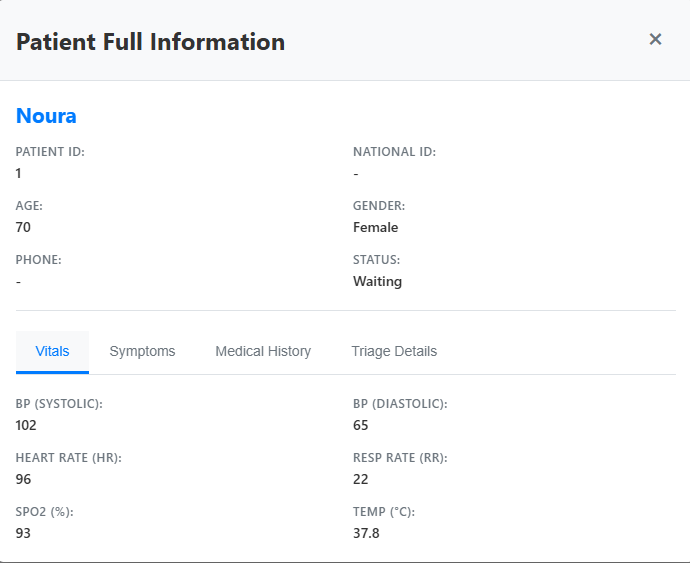 Patient Full Information ×
Noura
PATIENT ID: NATIONAL ID:
1 -
AGE: GENDER:
70 Female
PHONE: STATUS:
- Waiting
Vitals Symptoms Medical History Triage Details
BP (SYSTOLIC): BP (DIASTOLIC):
102 65
HEART RATE (HR): RESP RATE (RR):
96 22
SPO2 (%): TEMP (°C):
93 37.8